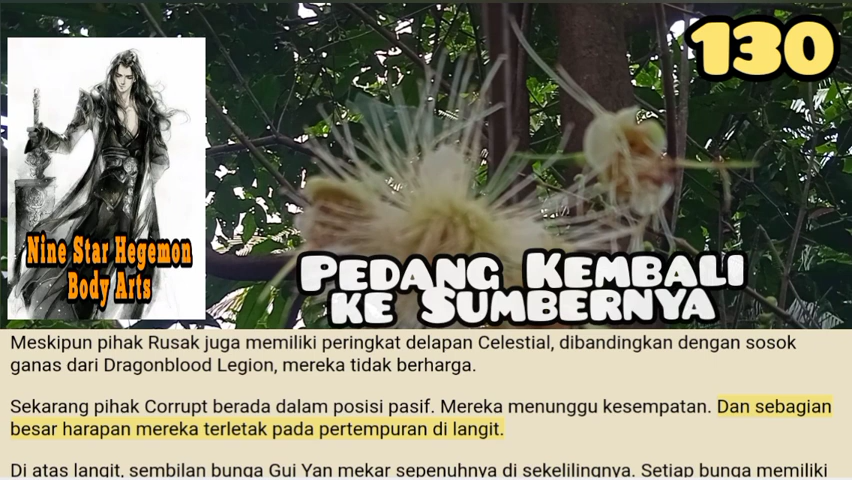 130
Nine Star Hegemon
Body Arts
PEDANG KEMBALI
KE SUMBERNYA
Meskipun pihak Rusak juga memiliki peringkat delapan Celestial, dibandingkan dengan sosok
ganas dari Dragonblood Legion, mereka tidak berharga.
Sekarang pihak Corrupt berada dalam posisi pasif. Mereka menunggu kesempatan. Dan sebagian
besar harapan mereka terletak pada pertempuran di langit.
Di atas langit, sembilan bunga Gui Yan mekar sepenuhnya di sekelilingnya. Setiap bunga memiliki